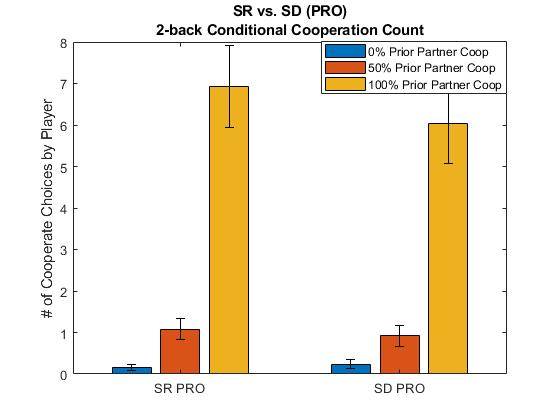 SR vs. SD (PRO)
2-back Conditional Cooperation Count
# of Cooperate Choices by Player
8
7
6
5
4
3
2
1
0
0% Prior Partner Coop
50% Prior Partner Coop
100% Prior Partner Coop
SR PRO
SD PRO